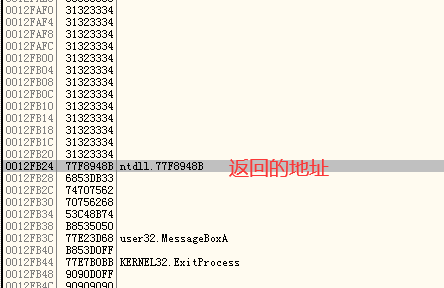 0012FAF0 31323334
0012FAF4 31323334
0012FAF8 31323334
0012FAFC 31323334
0012FB00 31323334
0012FB04 31323334
0012FB08 31323334
0012FB0C 31323334
0012FB10 31323334
0012FB14 31323334
0012FB18 31323334
0012FB1C 31323334
0012FB20 31323334
0012FB24 77F8948B ntdll.77F8948B 返回的地址
0012FB28 6853DB33
0012FB2C 74707562
0012FB30 70756268
0012FB34 53C48B74
0012FB38 B8535050
0012FB3C 77E23D68 user32.MessageBoxA
0012FB40 B853D0FF
0012FB44 77E7B0BB KERNEL32.ExitProcess
0012FB48 9090D0FF
0012FB4C 90909090